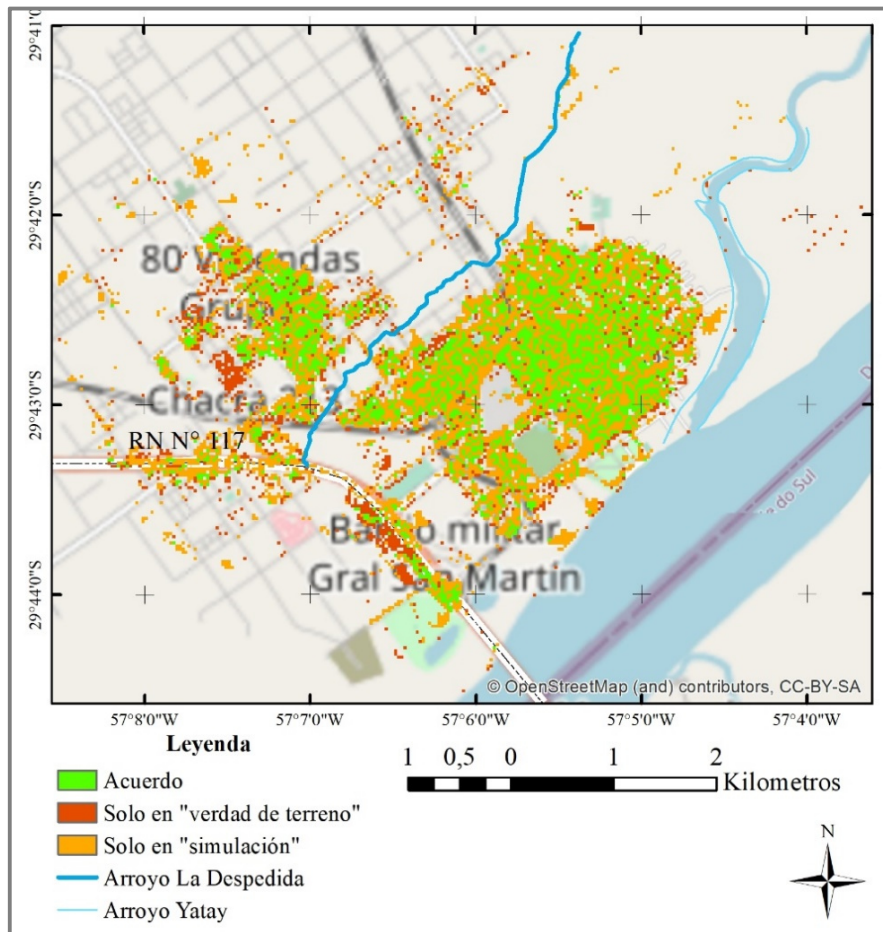 29°41'0"S
29°42'0"S
80 Viviendas
Grupo
29°43'0"S
Chacra
RN N° 117
do Sul
Barrio militar
Gral San Martin
29°44'0"S
© OpenStreetMap (and) contributors, CC-BY-SA
57°8'0"W 57°7'0"W 57°6'0"W 57°5'0"W 57°4'0"W
Leyenda
Acuerdo
Solo en "verdad de terreno"
Solo en "simulación"
Arroyo La Despedida
Arroyo Yatay
1 0,5 0 1 2
Kilometros
N